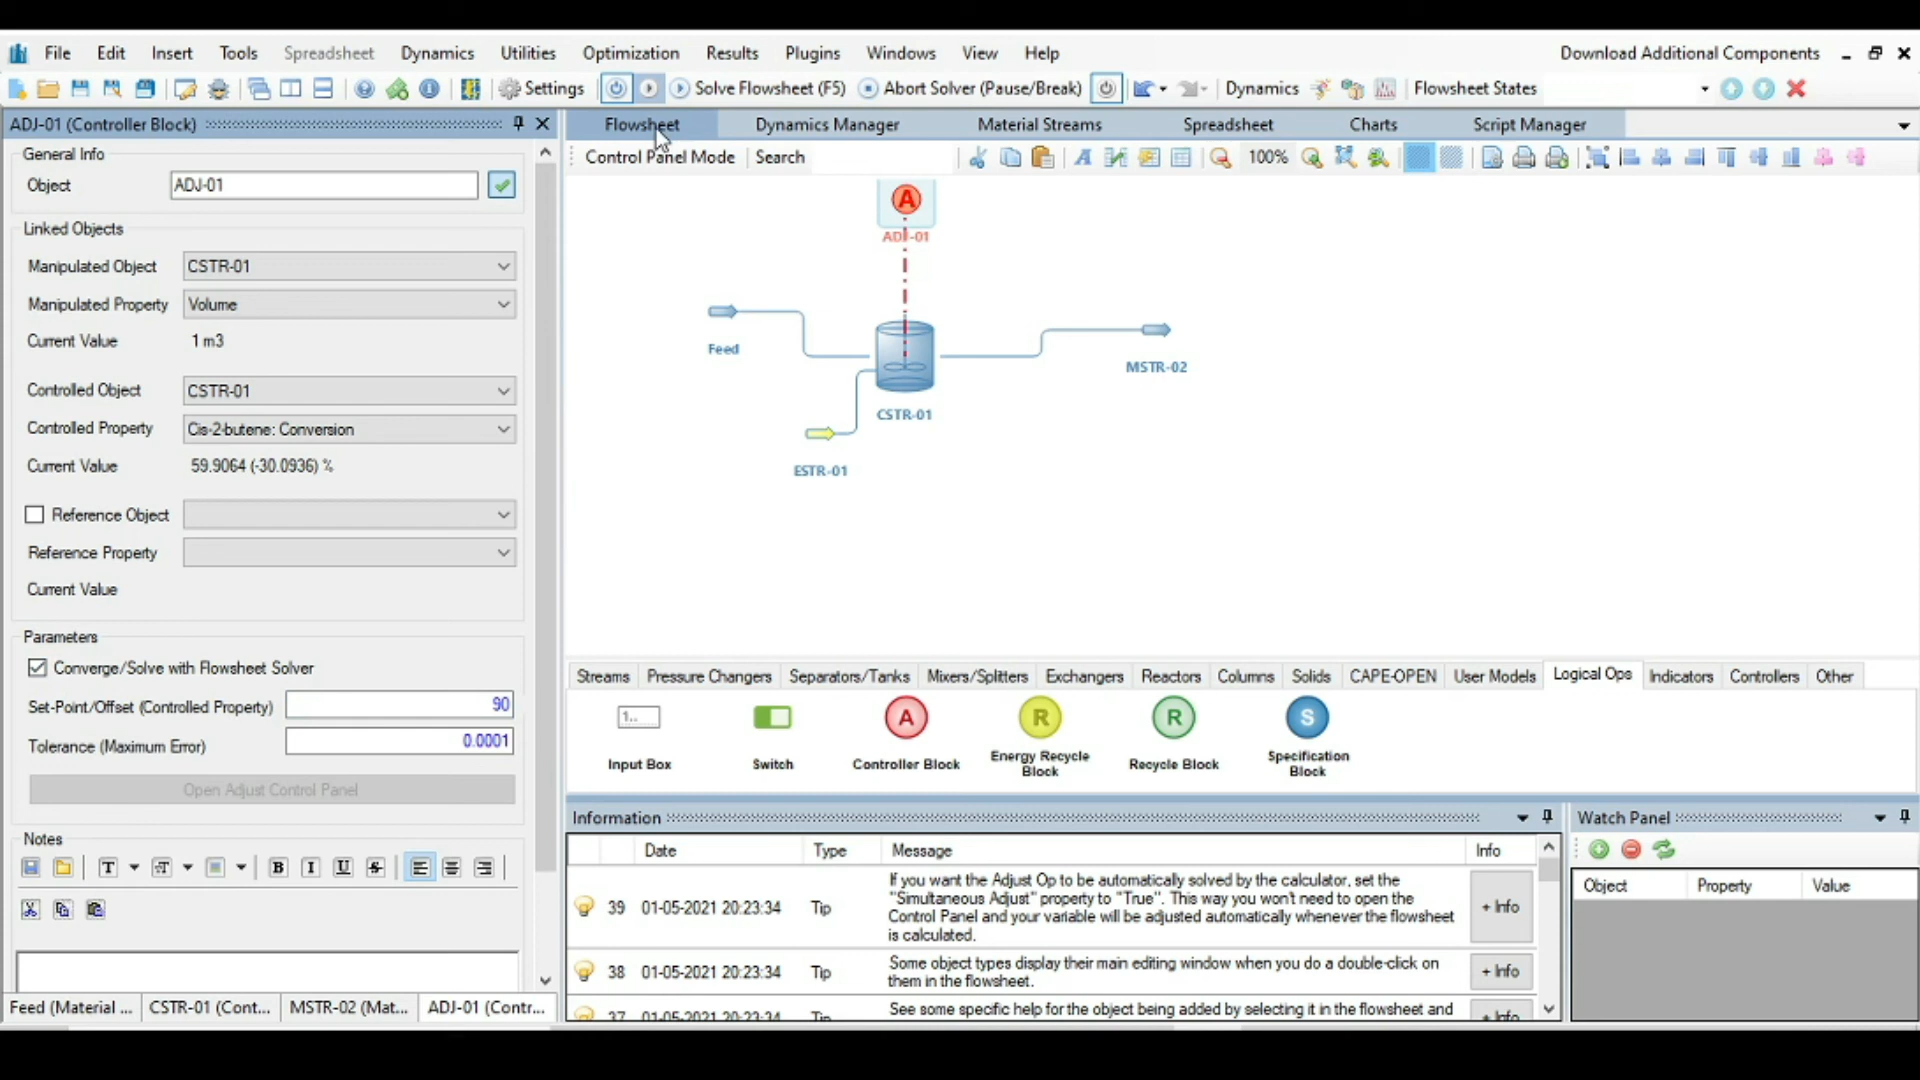 File Edit Insert Tools Spreadsheet Dynamics Utilities Optimization Results Plugins Windows View Help Download Additional Components
Settings Solve Flowsheet (F5) Abort Solver (Pause/Break) Dynamics Flowsheet States
ADJ-01 (Controller Block)
General Info
Object ADJ-01
Linked Objects
Manipulated Object CSTR-01
Manipulated Property Volume
Current Value 1 m3
Controlled Object CSTR-01
Controlled Property Cis-2-butene: Conversion
Current Value 59.9064 (-30.0936) %
Reference Object
Reference Property
Current Value
Parameters
Converge/Solve with Flowsheet Solver
Set-Point/Offset (Controlled Property) 90
Tolerance (Maximum Error) 0.0001
Open Adjust Control Panel
Notes
Feed (Material ... CSTR-01 (Cont... MSTR-02 (Mat... ADJ-01 (Contr...
Flowsheet Dynamics Manager Material Streams Spreadsheet Charts Script Manager
Control Panel Mode Search 100%
A
ADJ-01
Feed
MSTR-02
CSTR-01
ESTR-01
Streams Pressure Changers Separators/Tanks Mixers/Splitters Exchangers Reactors Columns Solids CAPE-OPEN User Models Logical Ops Indicators Controllers Other
1.. A R R S
Input Box Switch Controller Block Energy Recycle Block Recycle Block Specification Block
Information
Date Type Message Info
39 01-05-2021 20:23:34 Tip If you want the Adjust Op to be automatically solved by the calculator, set the
"Simultaneous Adjust" property to "True". This way you won't need to open the
Control Panel and your variable will be adjusted automatically whenever the flowsheet
is calculated.
+ Info
38 01-05-2021 20:23:34 Tip Some object types display their main editing window when you do a double-click on
them in the flowsheet.
+ Info
37 01-05-2021 20:23:34 Tip See some specific help for the object being added by selecting it in the flowsheet and
+ Info
Watch Panel
Object Property Value